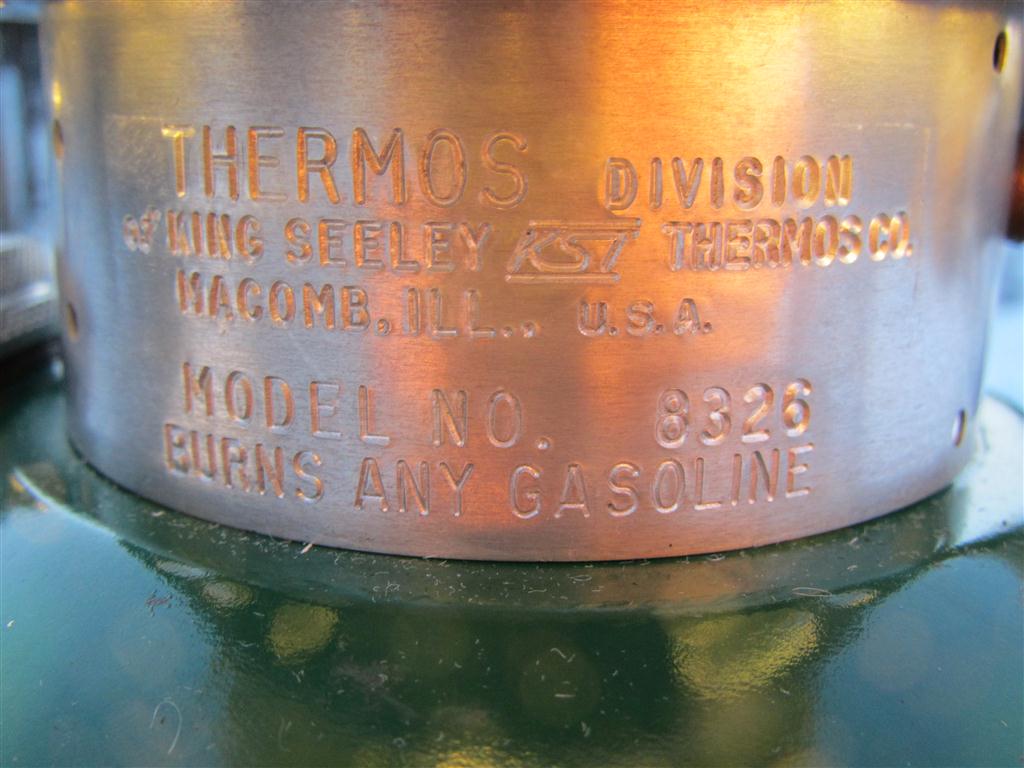 THERMOS DIVISION
OF KING SEELEY KST THERMOS CO.
MACOMB, ILL., U.S.A.
MODEL NO. 8326
BURNS ANY GASOLINE